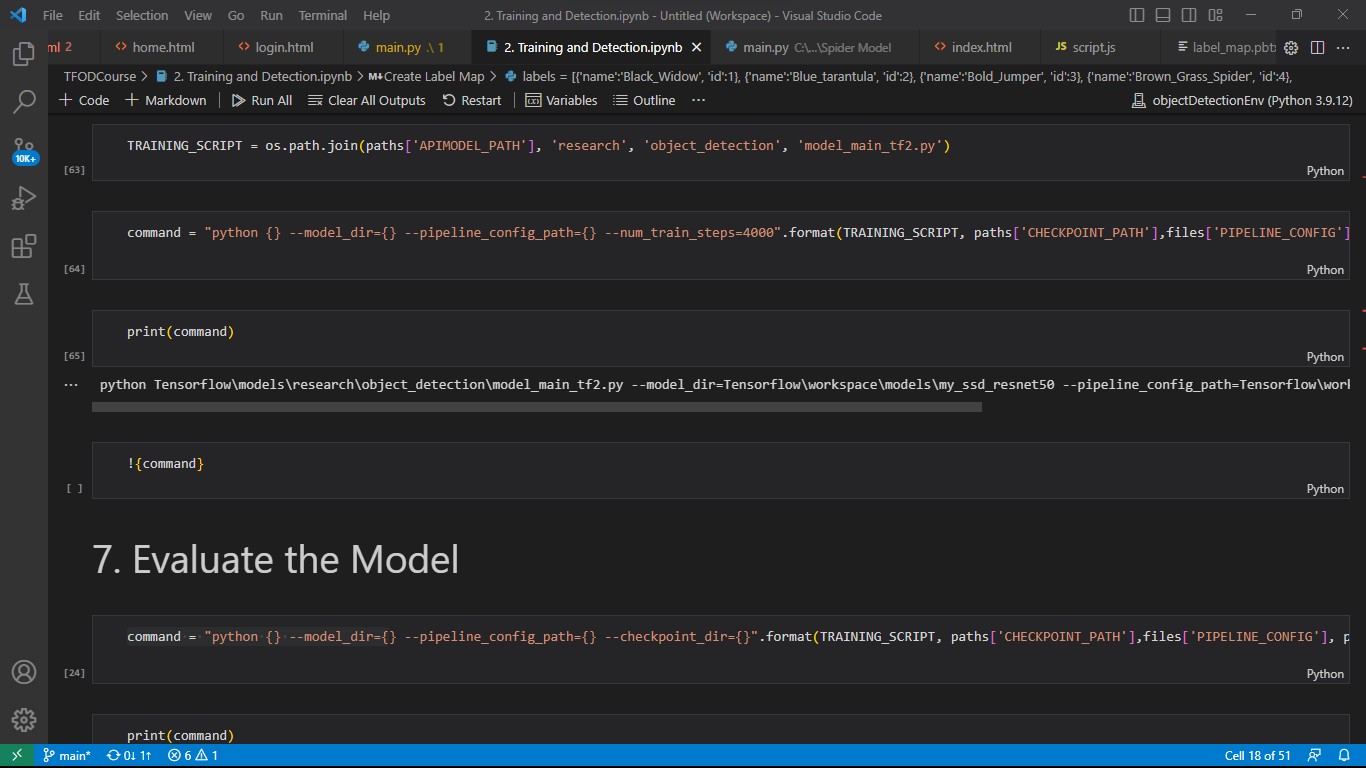 File Edit Selection View Go Run Terminal Help 2. Training and Detection.ipynb - Untitled (Workspace) - Visual Studio Code
ml 2 home.html login.html main.py .\ 1 2. Training and Detection.ipynb main.py C:\...\Spider Model index.html JS script.js label_map.pbt
TFODCourse > 2. Training and Detection.ipynb > M↓Create Label Map > labels = [{'name':'Black_Widow', 'id':1}, {'name':'Blue_tarantula', 'id':2}, {'name':'Bold_Jumper', 'id':3}, {'name':'Brown_Grass_Spider', 'id':4},
+ Code + Markdown Run All Clear All Outputs Restart Variables Outline ··· objectDetectionEnv (Python 3.9.12)
TRAINING_SCRIPT = os.path.join(paths['APIMODEL_PATH'], 'research', 'object_detection', 'model_main_tf2.py')
[63] Python
command = "python {} --model_dir={} --pipeline_config_path={} --num_train_steps=4000".format(TRAINING_SCRIPT, paths['CHECKPOINT_PATH'],files['PIPELINE_CONFIG']
[64] Python
print(command)
[65] Python
··· python Tensorflow\models\research\object_detection\model_main_tf2.py --model_dir=Tensorflow\workspace\models\my_ssd_resnet50 --pipeline_config_path=Tensorflow\work
!{command}
[ ] Python
7. Evaluate the Model
command = "python {} --model_dir={} --pipeline_config_path={} --checkpoint_dir={}".format(TRAINING_SCRIPT, paths['CHECKPOINT_PATH'],files['PIPELINE_CONFIG'], p
[24] Python
print(command)
10K+
main* 0↓ 1↑ 6 1 Cell 18 of 51